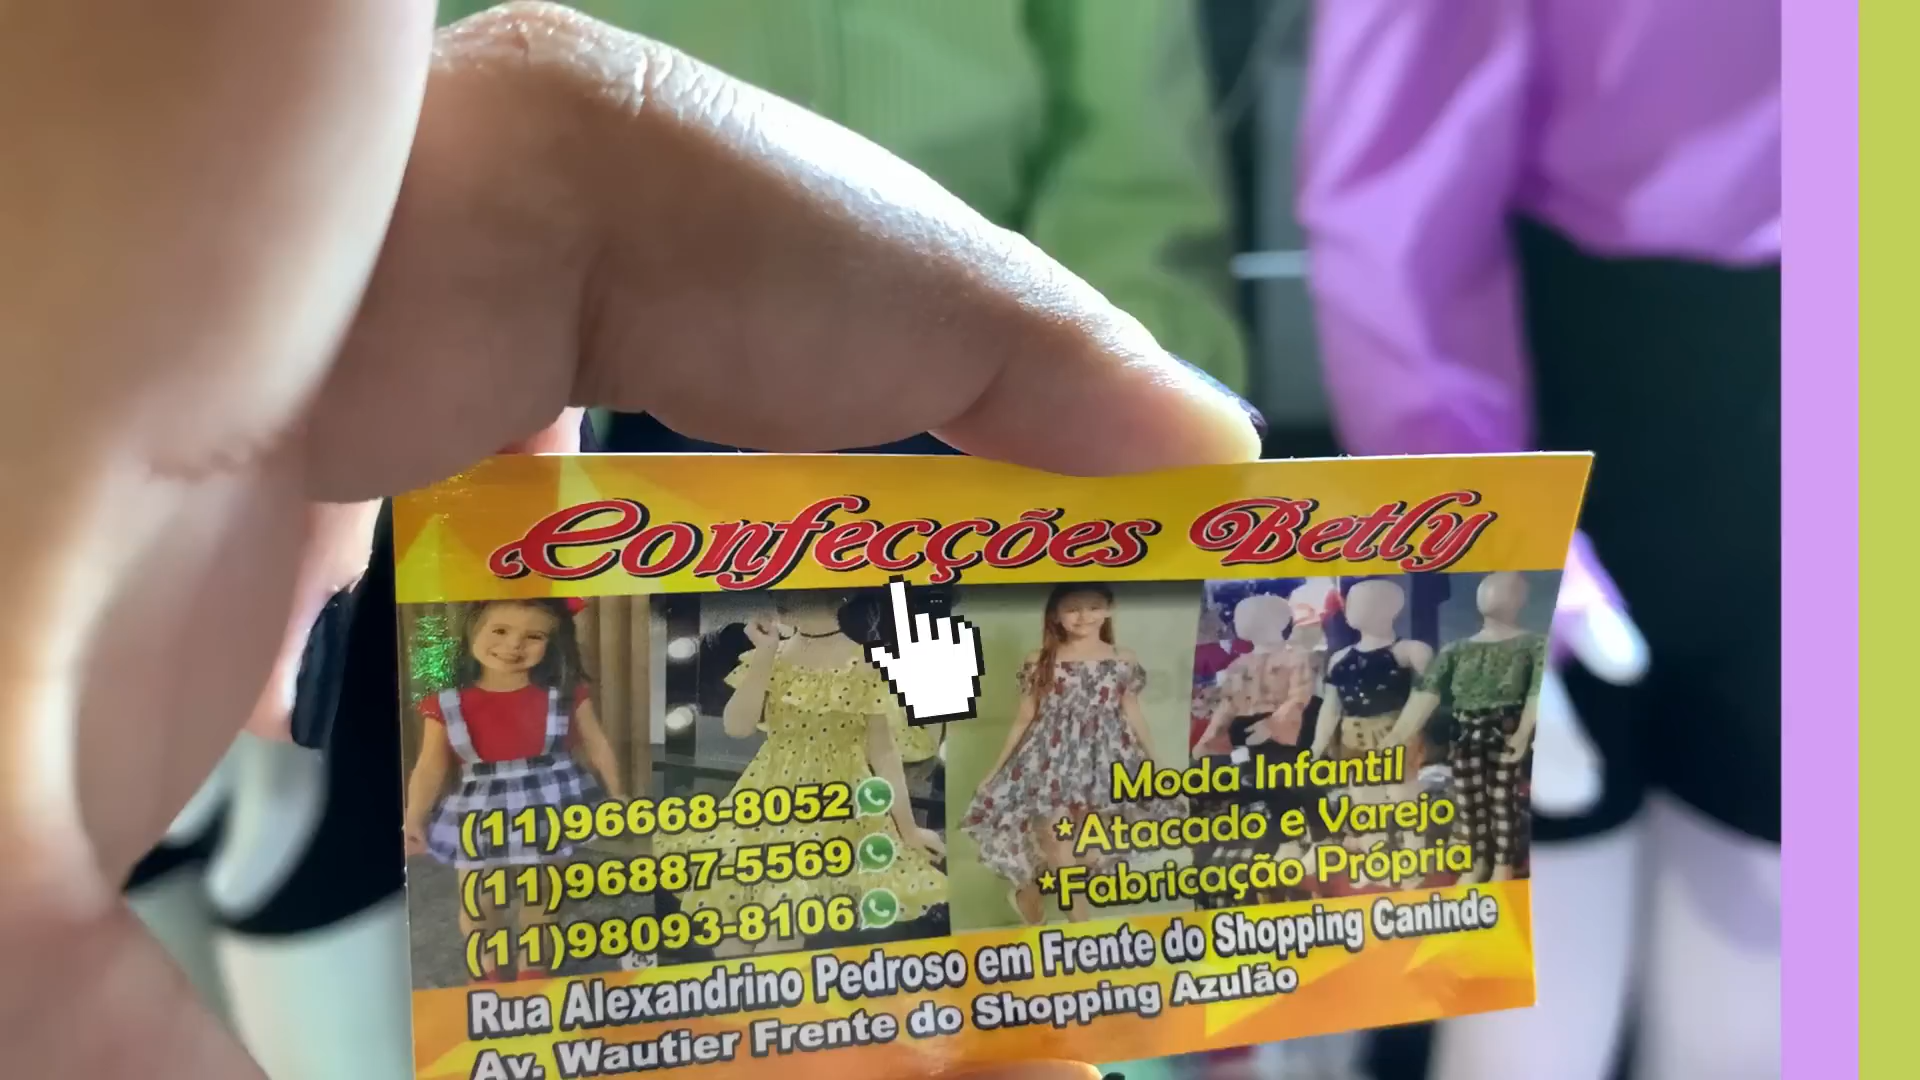 Confecções Betly
(11)96668-8052
(11)96887-5569
(11)98093-8106
Moda Infantil
*Atacado e Varejo
*Fabricação Própria
Rua Alexandrino Pedroso em Frente do Shopping Caninde
Av. Wautier Frente do Shopping Azulão